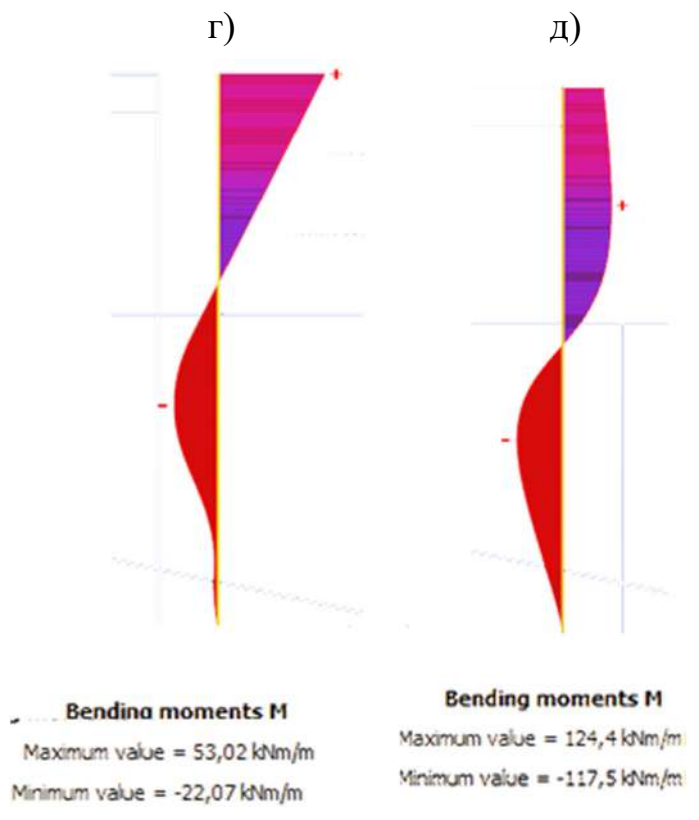 г)
д)
+
+
-
-
Bending moments M
Maximum value = 53,02 kNm/m
Minimum value = -22,07 kNm/m
Bending moments M
Maximum value = 124,4 kNm/m
Minimum value = -117,5 kNm/m